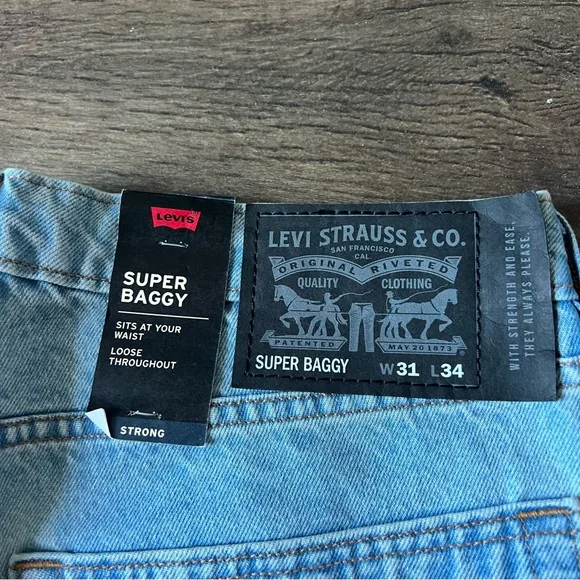 Levi's
SUPER
BAGGY
SITS AT YOUR
WAIST
LOOSE
THROUGHOUT
STRONG
LEVI STRAUSS & CO.
SAN FRANCISCO
CAL.
ORIGINAL RIVETED
QUALITY CLOTHING
PATENTED MAY 20 1873
SUPER BAGGY W31 L34
WITH STRENGTH AND EASE,
THEY ALWAYS PLEASE.